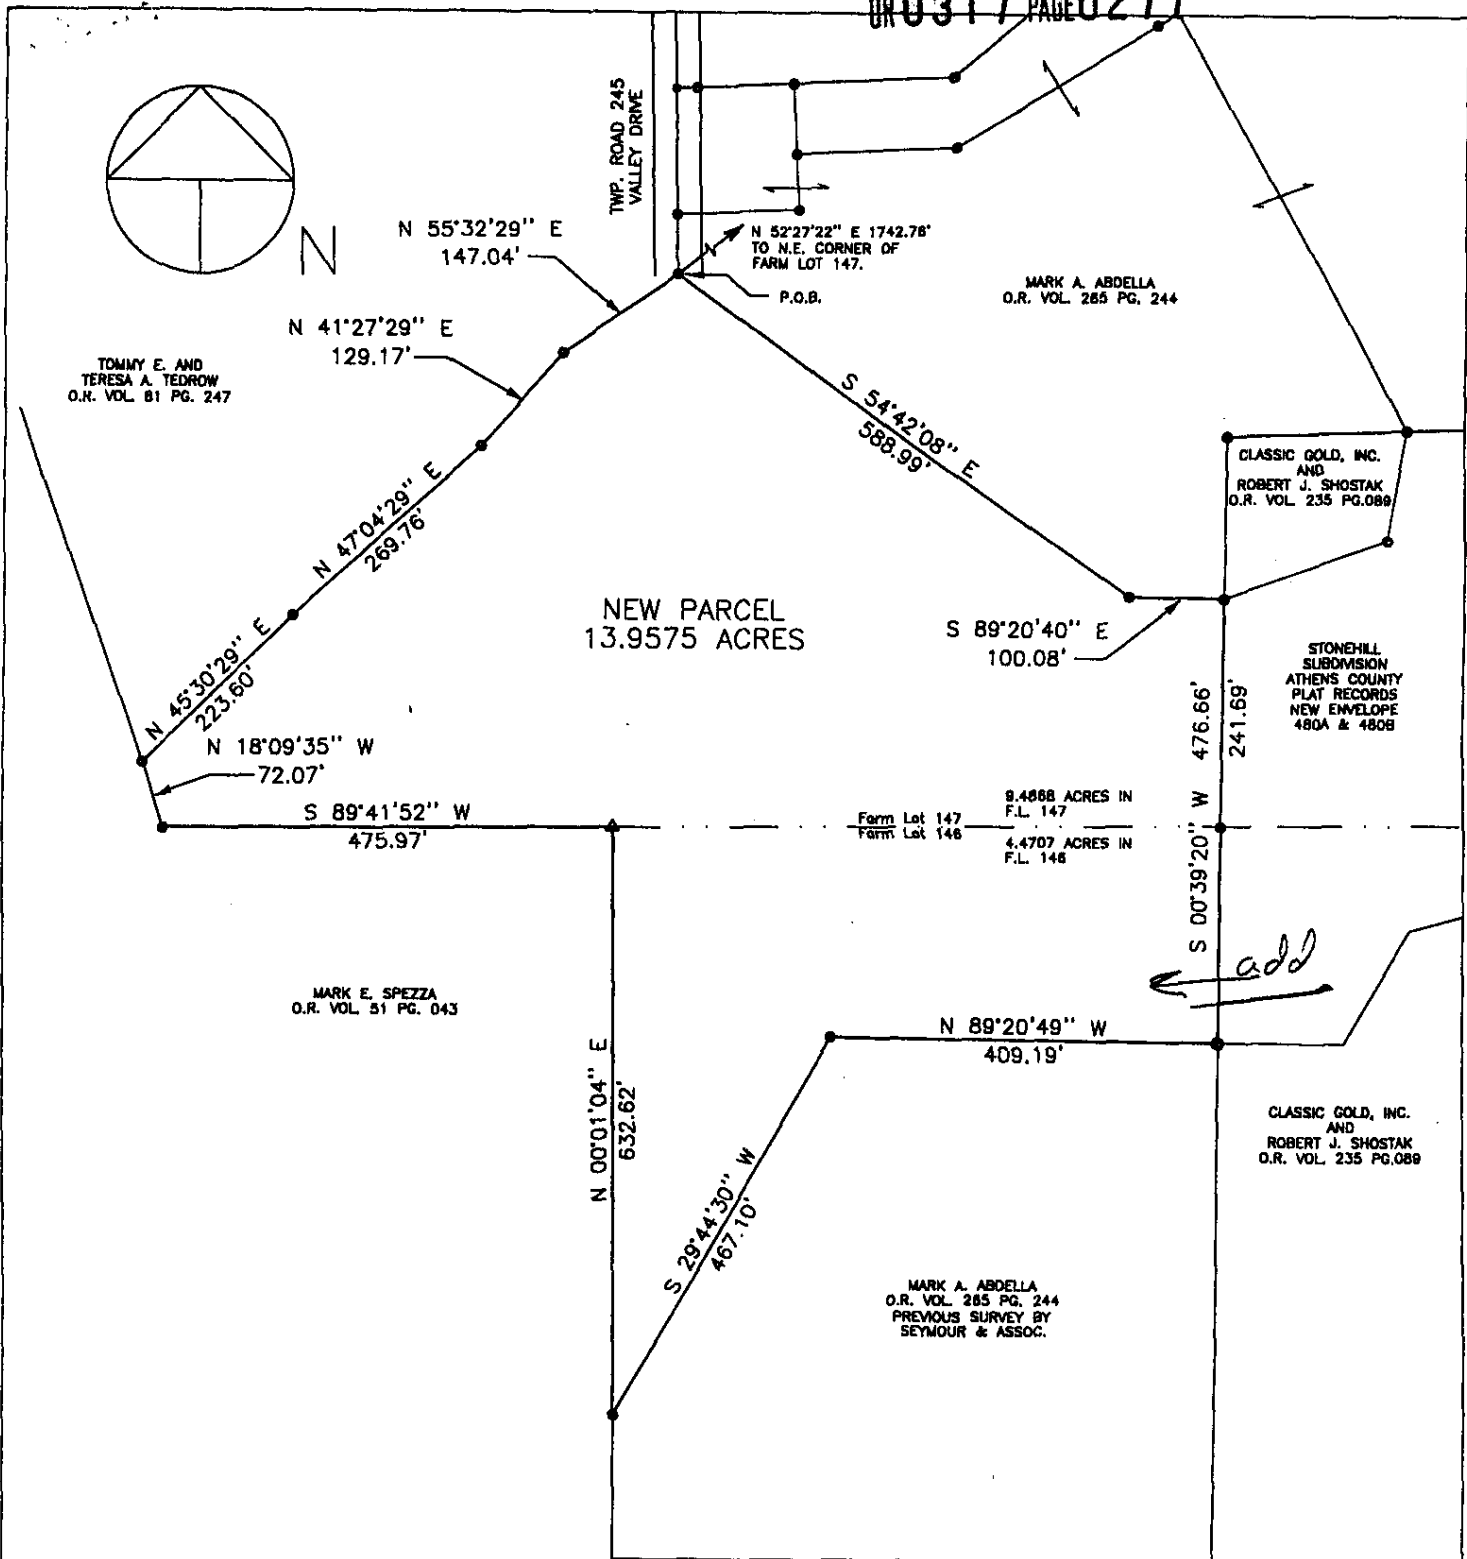 OR 0317 PAGE 0277
TWP. ROAD 245
VALLEY DRIVE
N
N 55°32'29" E
147.04'
N
N 52°27'22" E 1742.76'
TO N.E. CORNER OF
FARM LOT 147.
P.O.B.
MARK A. ABDELLA
O.R. VOL. 265 PG. 244
N 41°27'29" E
129.17'
TOMMY E. AND
TERESA A. TEDROW
O.R. VOL. 81 PG. 247
S 54°42'08" E
588.99'
CLASSIC GOLD, INC.
AND
ROBERT J. SHOSTAK
O.R. VOL. 235 PG.089
N 47°04'29" E
269.76'
NEW PARCEL
13.9575 ACRES
S 89°20'40" E
100.08'
STONEHILL
SUBDIVISION
ATHENS COUNTY
PLAT RECORDS
NEW ENVELOPE
480A & 480B
N 45°30'29" E
223.60'
N 18°09'35" W
72.07'
S 00°39'20" W 476.66'
241.69'
S 89°41'52" W
475.97'
Farm Lot 147
Farm Lot 146
9.4868 ACRES IN
F.L. 147
4.4707 ACRES IN
F.L. 146
add
MARK E. SPEZZA
O.R. VOL. 51 PG. 043
N 89°20'49" W
409.19'
N 00°01'04" E
632.62'
S 29°44'30" W
467.10'
CLASSIC GOLD, INC.
AND
ROBERT J. SHOSTAK
O.R. VOL. 235 PG.089
MARK A. ABDELLA
O.R. VOL. 265 PG. 244
PREVIOUS SURVEY BY
SEYMOUR & ASSOC.